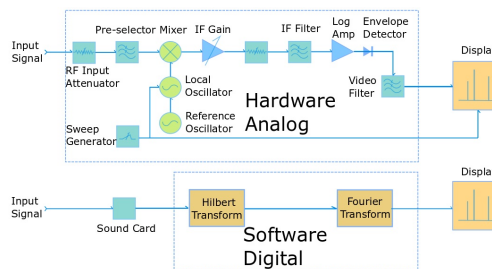 Input
Signal
Pre-selector Mixer
IF Gain
IF Filter
Log
Amp
Envelope
Detector
Displa
RF Input
Attenuator
Local
Oscillator
Video
Filter
Hardware
Analog
Reference
Oscillator
Sweep
Generator
Input
Signal
Sound Card
Hilbert
Transform
Fourier
Transform
Displa
Software
Digital